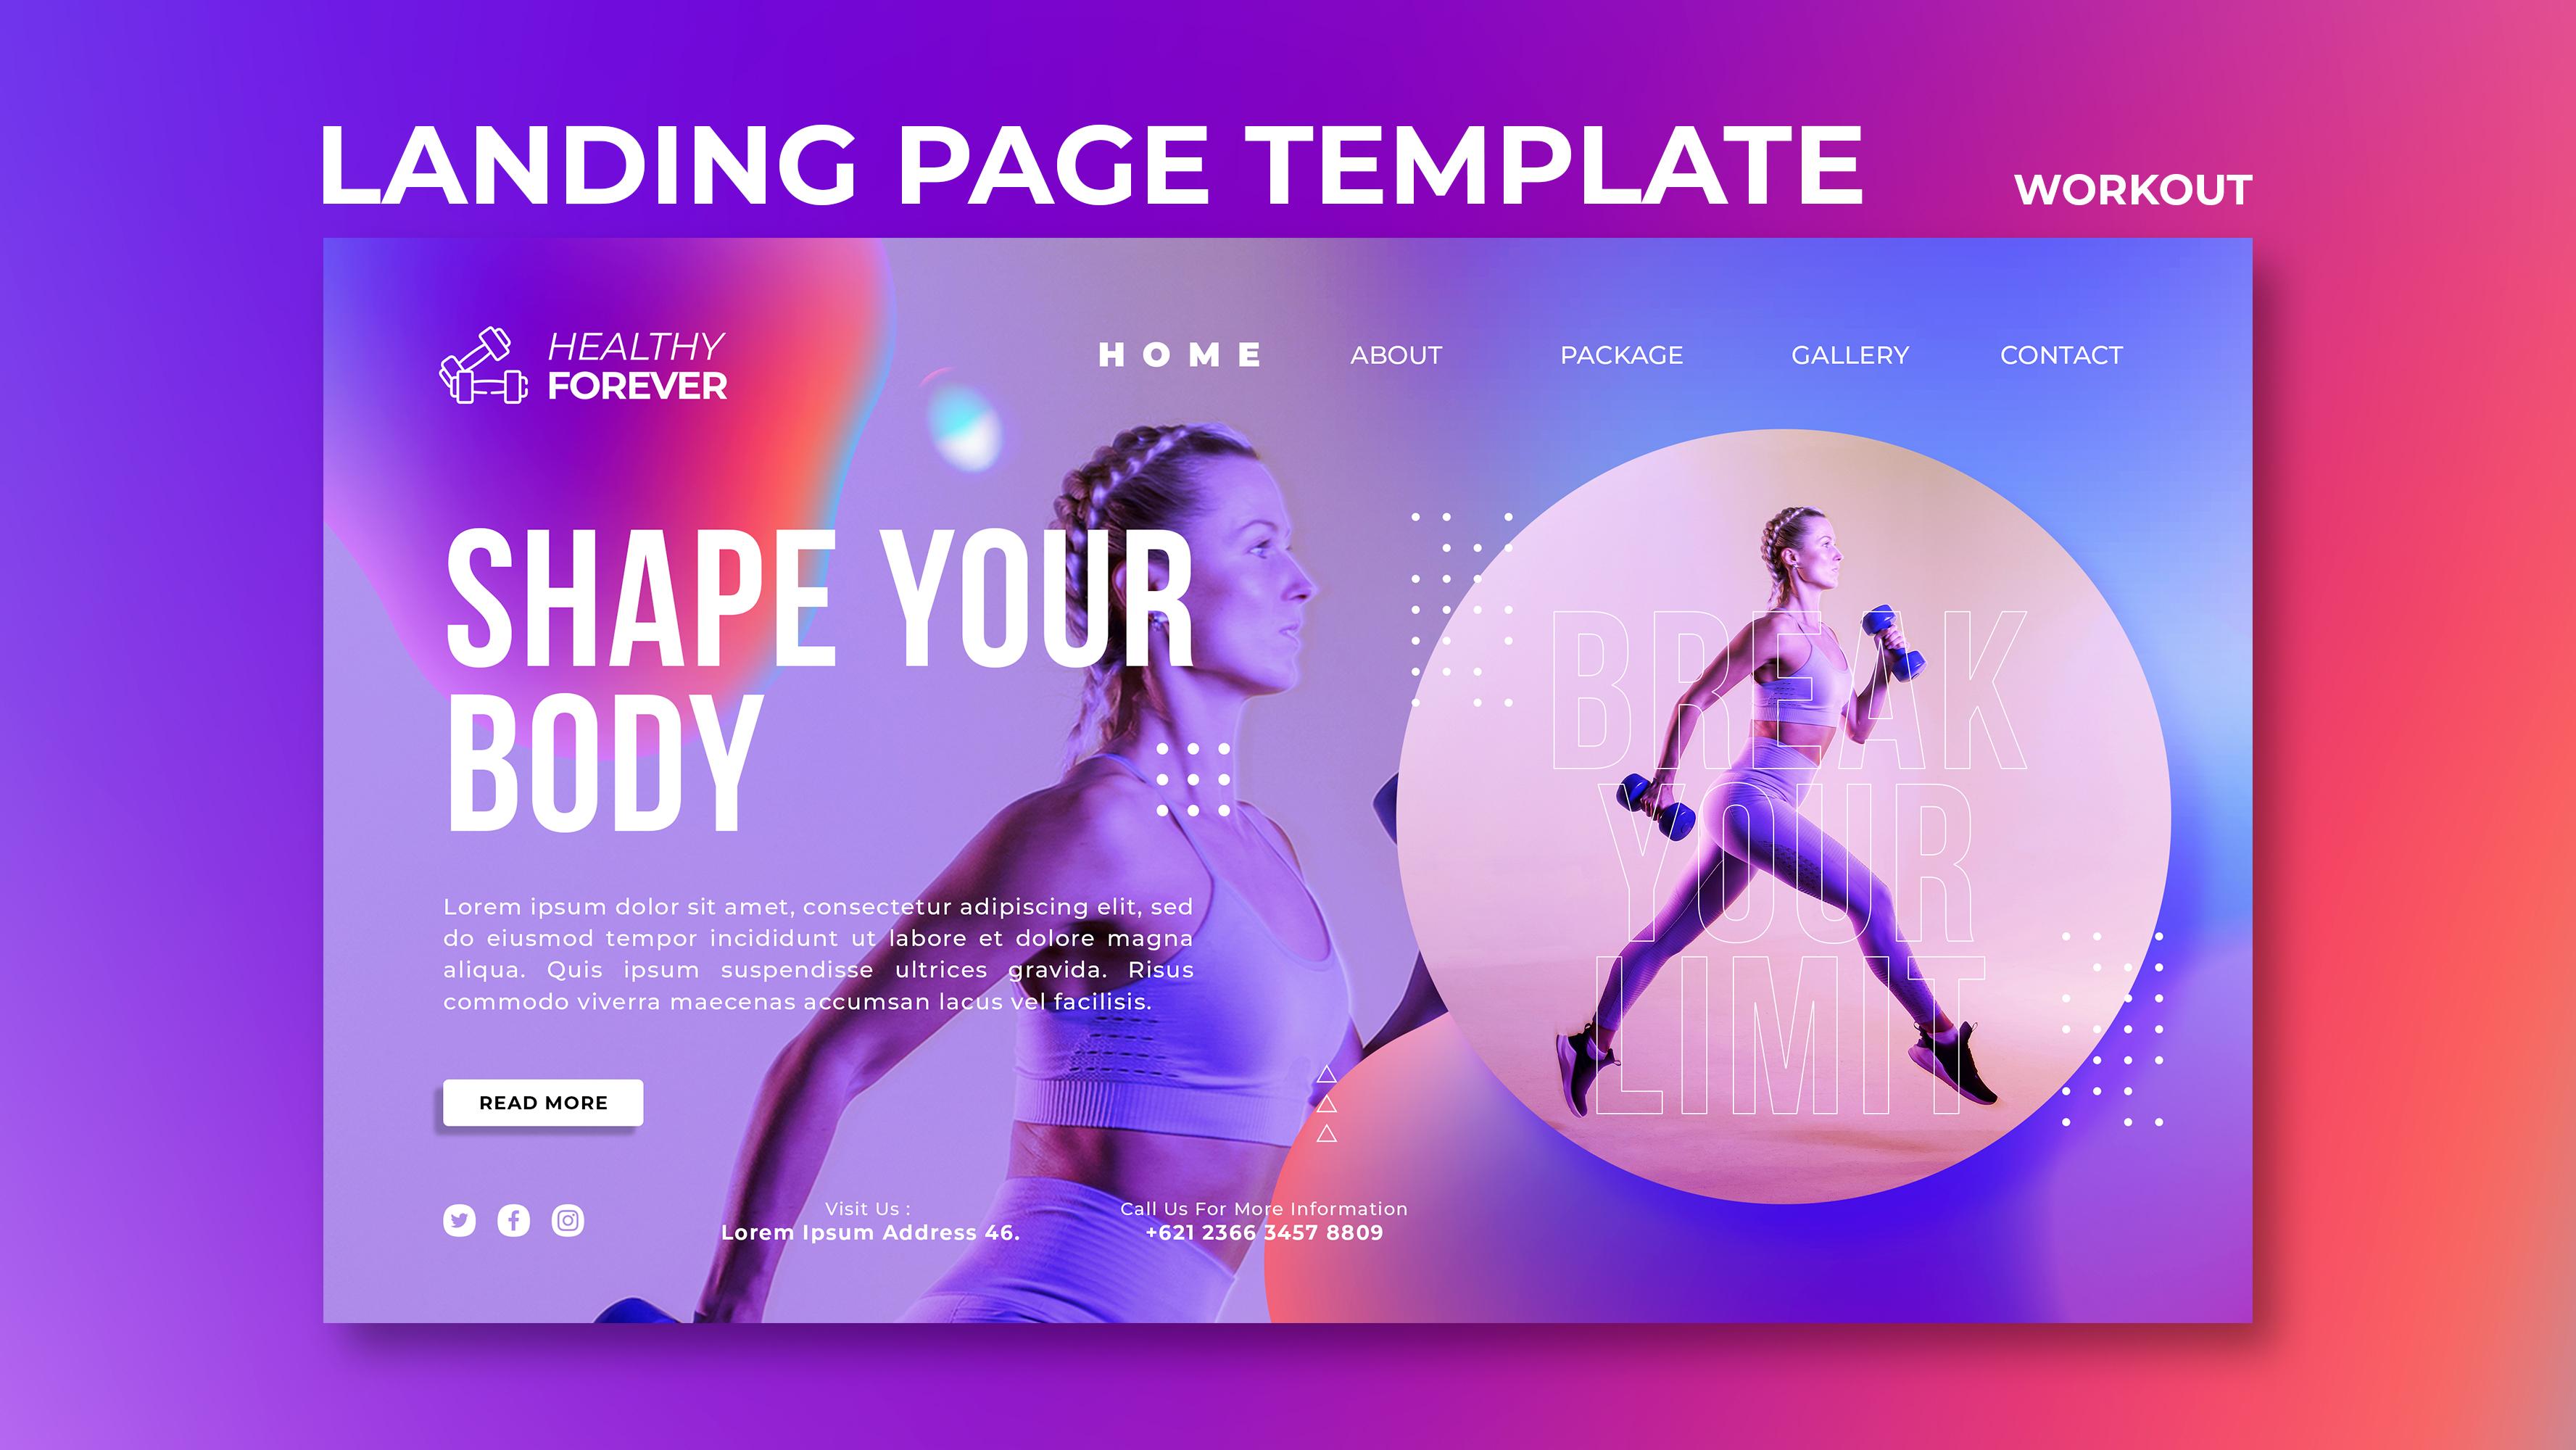 LANDING PAGE TEMPLATE
WORKOUT
HEALTHY
FOREVER
HOME
ABOUT
PACKAGE
GALLERY
CONTACT
SHAPE YOUR
BODY
Lorem ipsum dolor sit amet, consectetur adipiscing elit, sed
do eiusmod tempor incididunt ut labore et dolore magna
aliqua. Quis ipsum suspendisse ultrices gravida. Risus
commodo viverra maecenas accumsan lacus vel facilisis.
READ MORE
Visit Us :
Lorem Ipsum Address 46.
Call Us For More Information
+621 2366 3457 8809
BREAK
YOUR
LIMIT